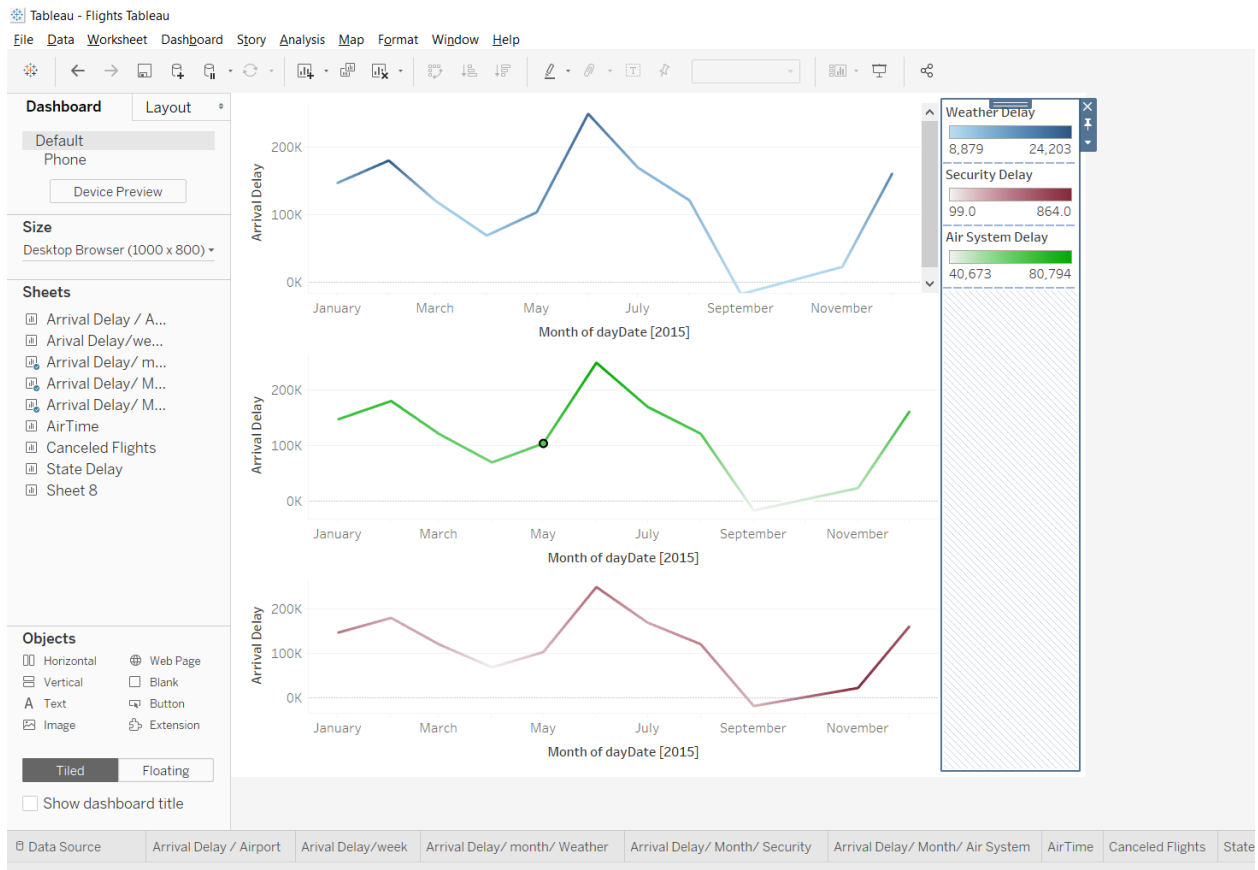 Tableau - Flights Tableau
File Data Worksheet Dashboard Story Analysis Map Format Window Help
Dashboard Layout
Default
Phone
Device Preview
Size
Desktop Browser (1000 x 800)
Sheets
Arrival Delay / A...
Arival Delay/we...
Arrival Delay/ m...
Arrival Delay/ M...
Arrival Delay/ M...
AirTime
Canceled Flights
State Delay
Sheet 8
Objects
Horizontal Web Page
Vertical Blank
A Text Button
Image Extension
Tiled Floating
Show dashboard title
Arrival Delay
200K
100K
0K
January March May July September November
Month of dayDate [2015]
Arrival Delay
200K
100K
0K
January March May July September November
Month of dayDate [2015]
Arrival Delay
200K
100K
0K
January March May July September November
Month of dayDate [2015]
Weather Delay
8,879 24,203
Security Delay
99.0 864.0
Air System Delay
40,673 80,794
Data Source Arrival Delay / Airport Arival Delay/week Arrival Delay/ month/ Weather Arrival Delay/ Month/ Security Arrival Delay/ Month/ Air System AirTime Canceled Flights State